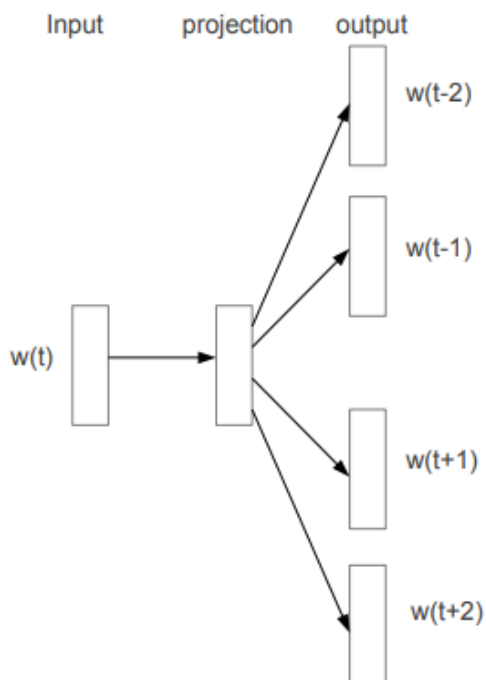 Input projection output
w(t-2)
w(t-1)
w(t)
w(t+1)
w(t+2)